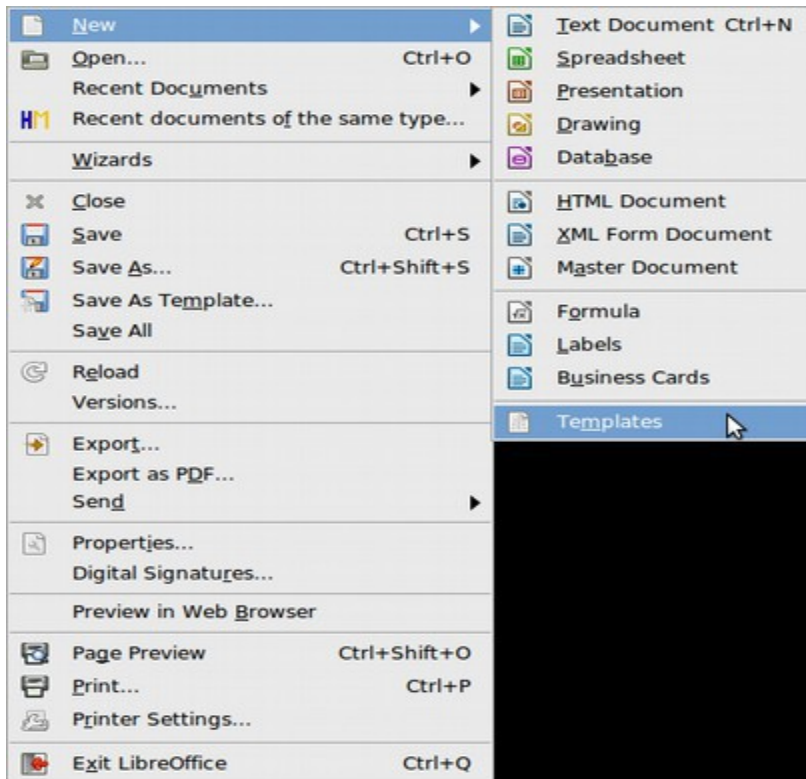 New
Open... Ctrl+O
Recent Documents
HM Recent documents of the same type...
Wizards
Close
Save Ctrl+S
Save As... Ctrl+Shift+S
Save As Template...
Save All
Reload
Versions...
Export...
Export as PDF...
Send
Properties...
Digital Signatures...
Preview in Web Browser
Page Preview Ctrl+Shift+O
Print... Ctrl+P
Printer Settings...
Exit LibreOffice Ctrl+Q
Text Document Ctrl+N
Spreadsheet
Presentation
Drawing
Database
HTML Document
XML Form Document
Master Document
Formula
Labels
Business Cards
Templates